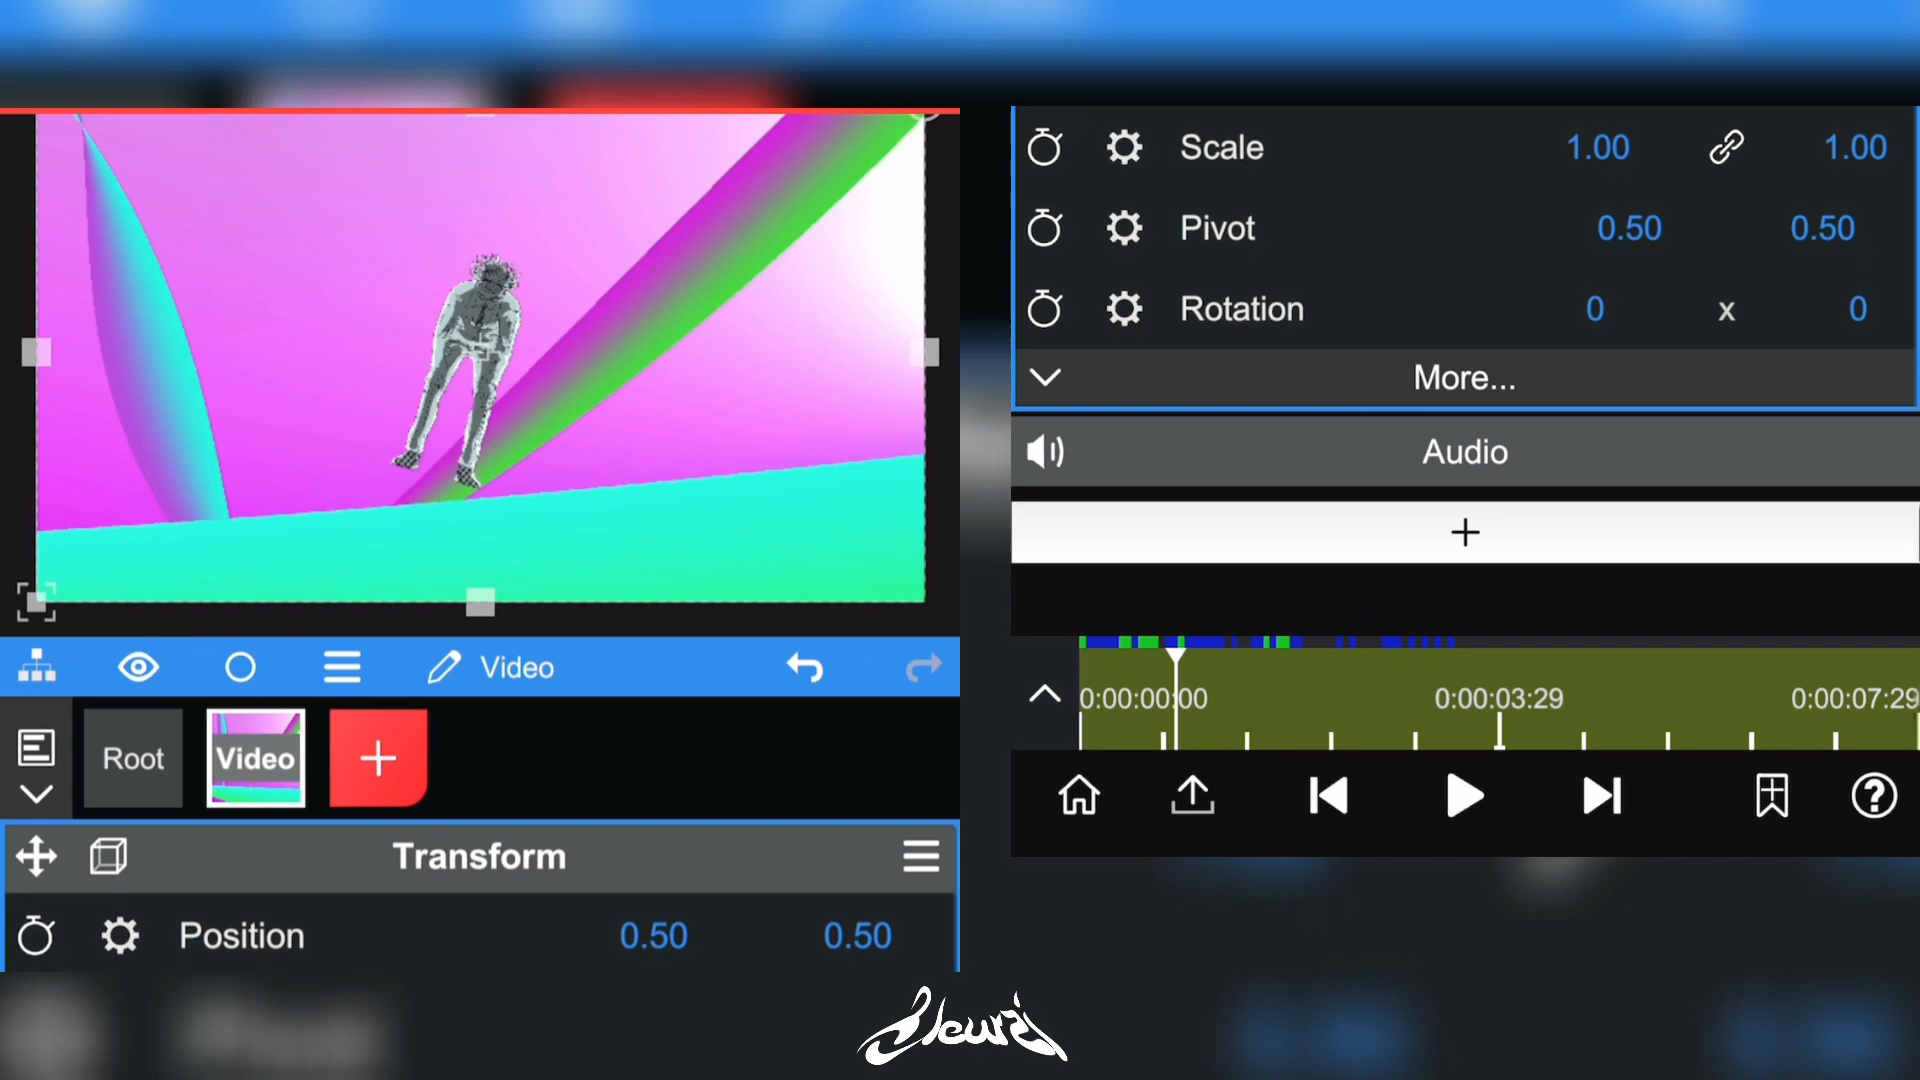 Video
Root
Video
Transform
Position 0.50 0.50
Scale 1.00 1.00
Pivot 0.50 0.50
Rotation 0 x 0
More...
Audio
0:00:00:00 0:00:03:29 0:00:07:29